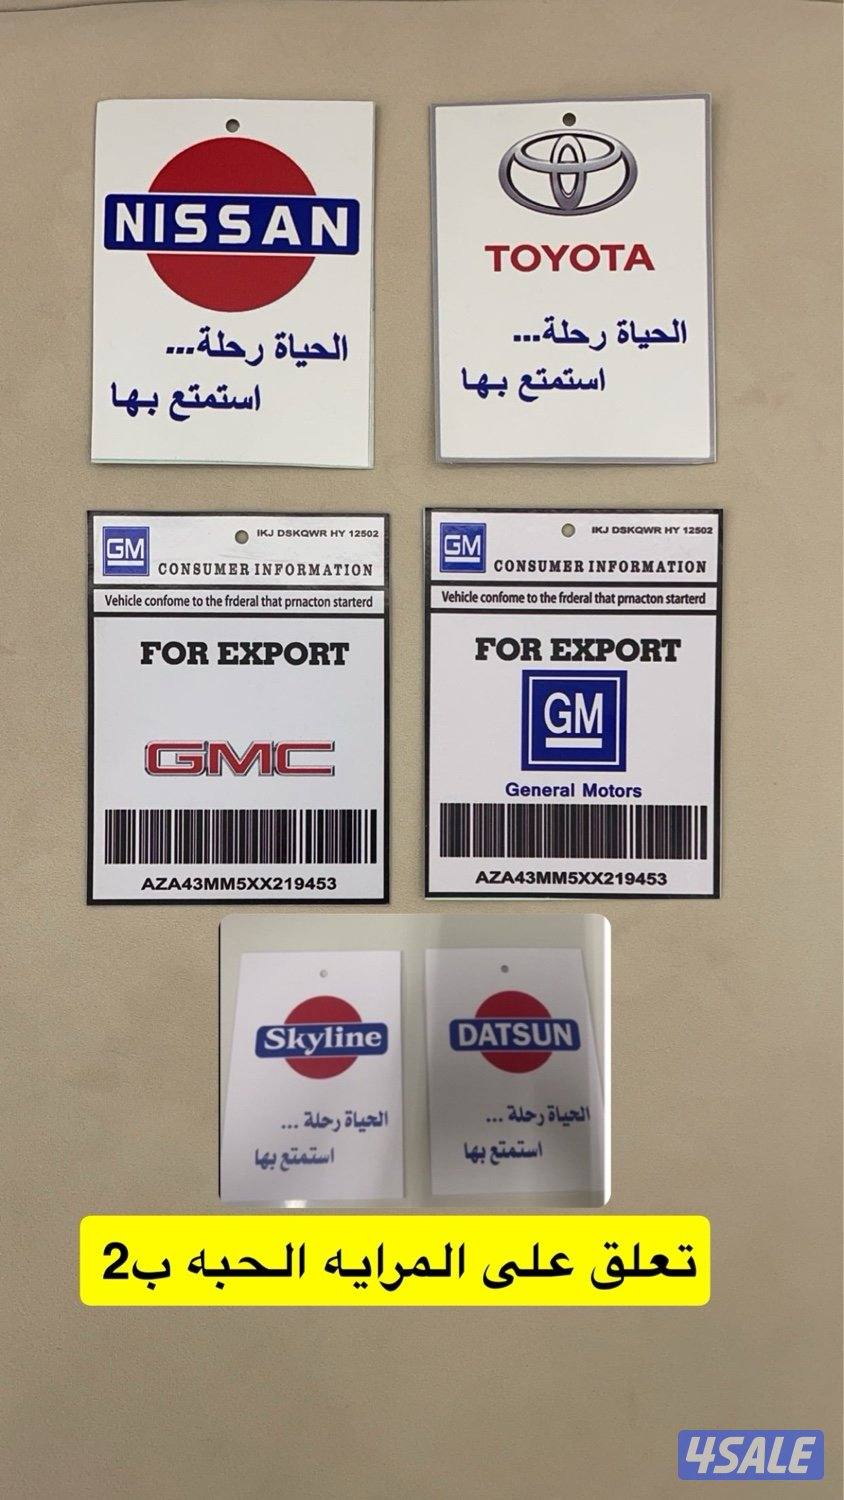 NISSAN
الحياة رحلة...
استمتع بها
TOYOTA
الحياة رحلة...
استمتع بها
GM
IKJ DSKQWR HY 12502
CONSUMER INFORMATION
Vehicle confome to the frderal that prnacton starterd
FOR EXPORT
GMC
AZA43MM5XX219453
GM
IKJ DSKQWR HY 12502
CONSUMER INFORMATION
Vehicle confome to the frderal that prnacton starterd
FOR EXPORT
GM
General Motors
AZA43MM5XX219453
Skyline
الحياة رحلة ...
استمتع بها
DATSUN
الحياة رحلة ...
استمتع بها
تعلق على المرايه الحبه ب2
4SALE